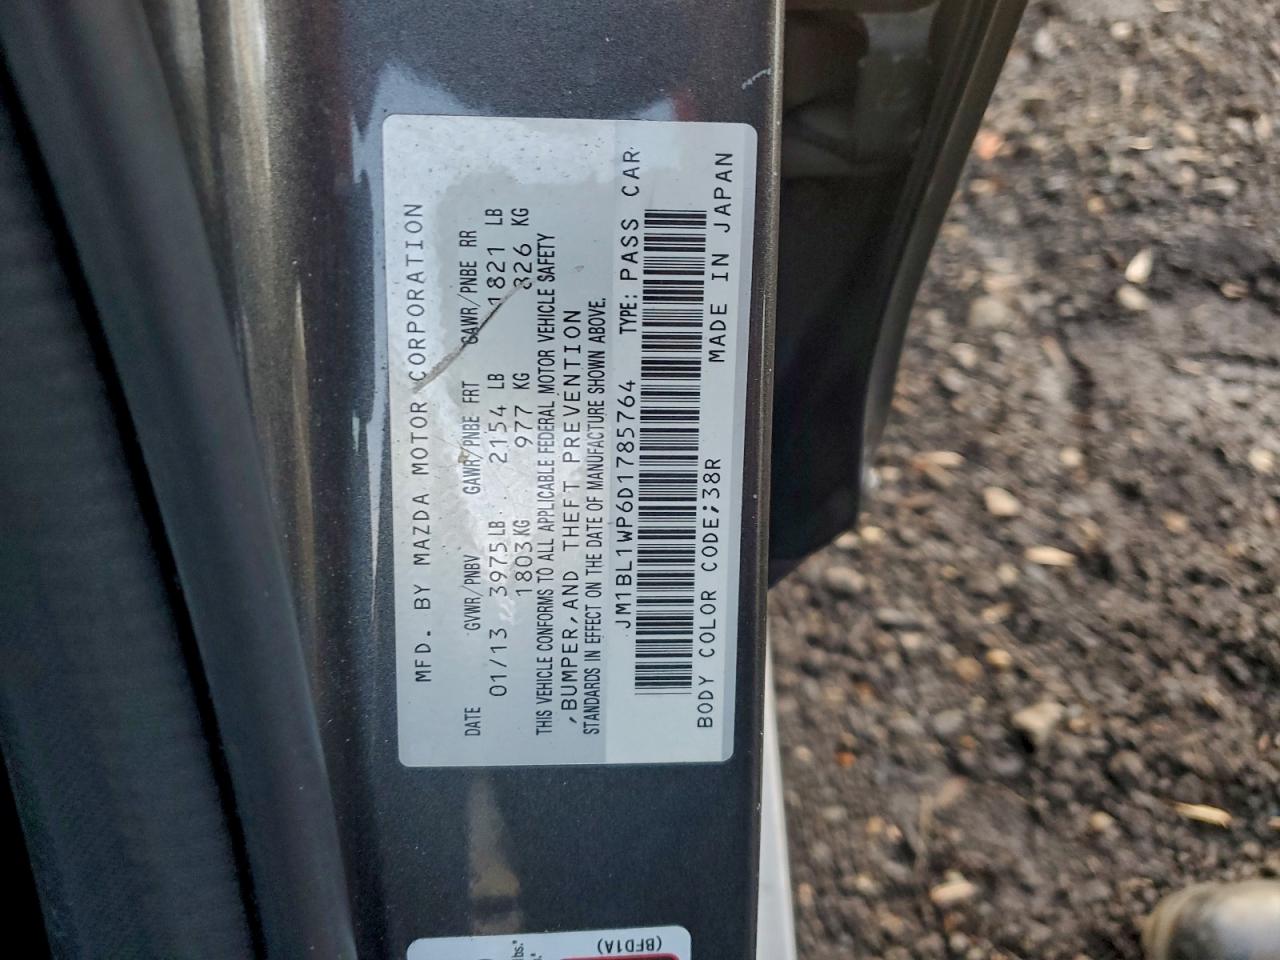 MFD. BY MAZDA MOTOR CORPORATION
DATE GVWR/PNBV GAWR/PNBE FRT GAWR/PNBE RR
01/13 3975LB 2154 LB 1821 LB
1803KG 977 KG 826 KG
THIS VEHICLE CONFORMS TO ALL APPLICABLE FEDERAL MOTOR VEHICLE SAFETY
,BUMPER,AND THEFT PREVENTION
STANDARDS IN EFFECT ON THE DATE OF MANUFACTURE SHOWN ABOVE.
JM1BL1WP6D1785764 TYPE: PASS CAR
BODY COLOR CODE;38R MADE IN JAPAN
lbs.
(BFD1A)